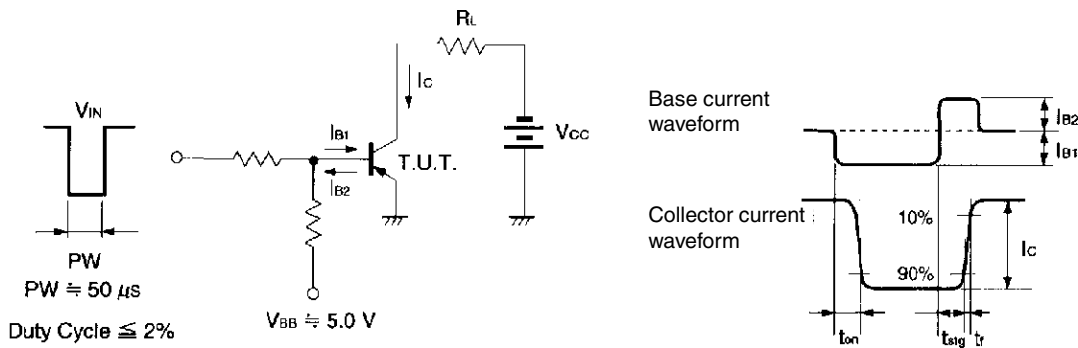 VIN
PW
PW ≒ 50 μs
Duty Cycle ≦ 2%
RL
IC
IB1
IB2
T.U.T.
VCC
VBB ≒ 5.0 V
Base current
waveform
IB2
IB1
Collector current
waveform
10%
90%
IC
ton
tstg
tf